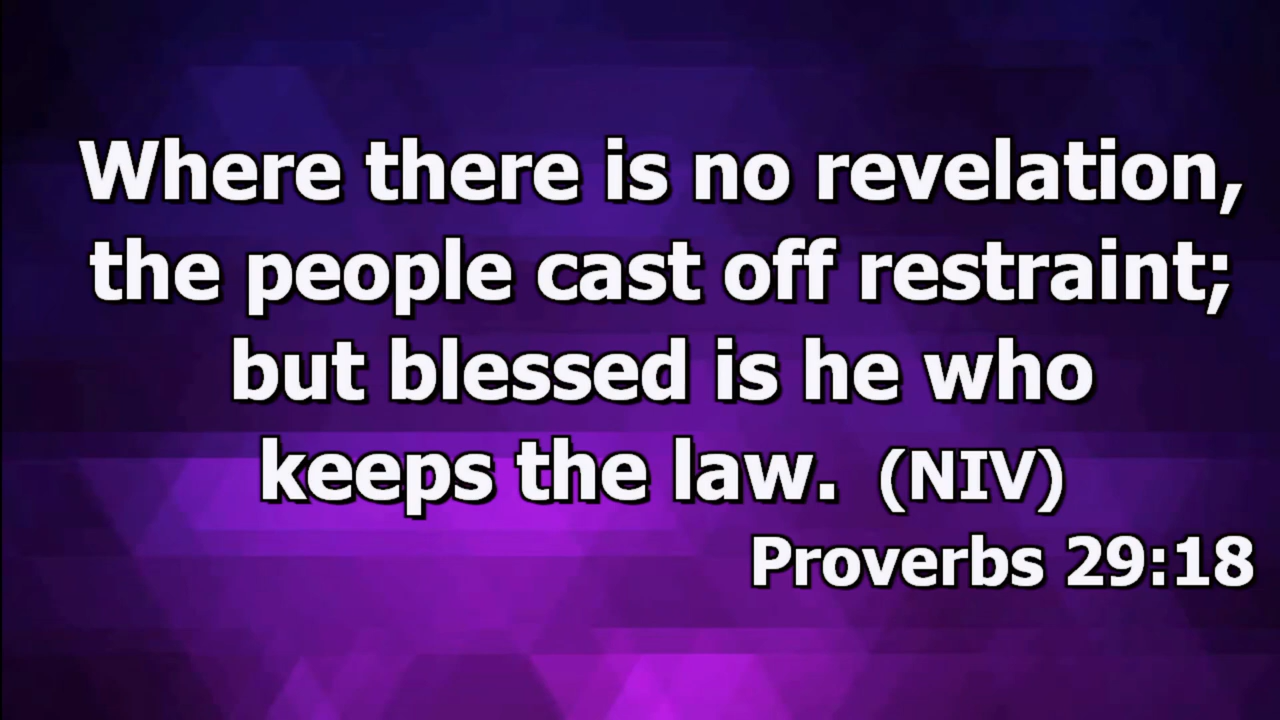 Where there is no revelation,
the people cast off restraint;
but blessed is he who
keeps the law. (NIV)
Proverbs 29:18